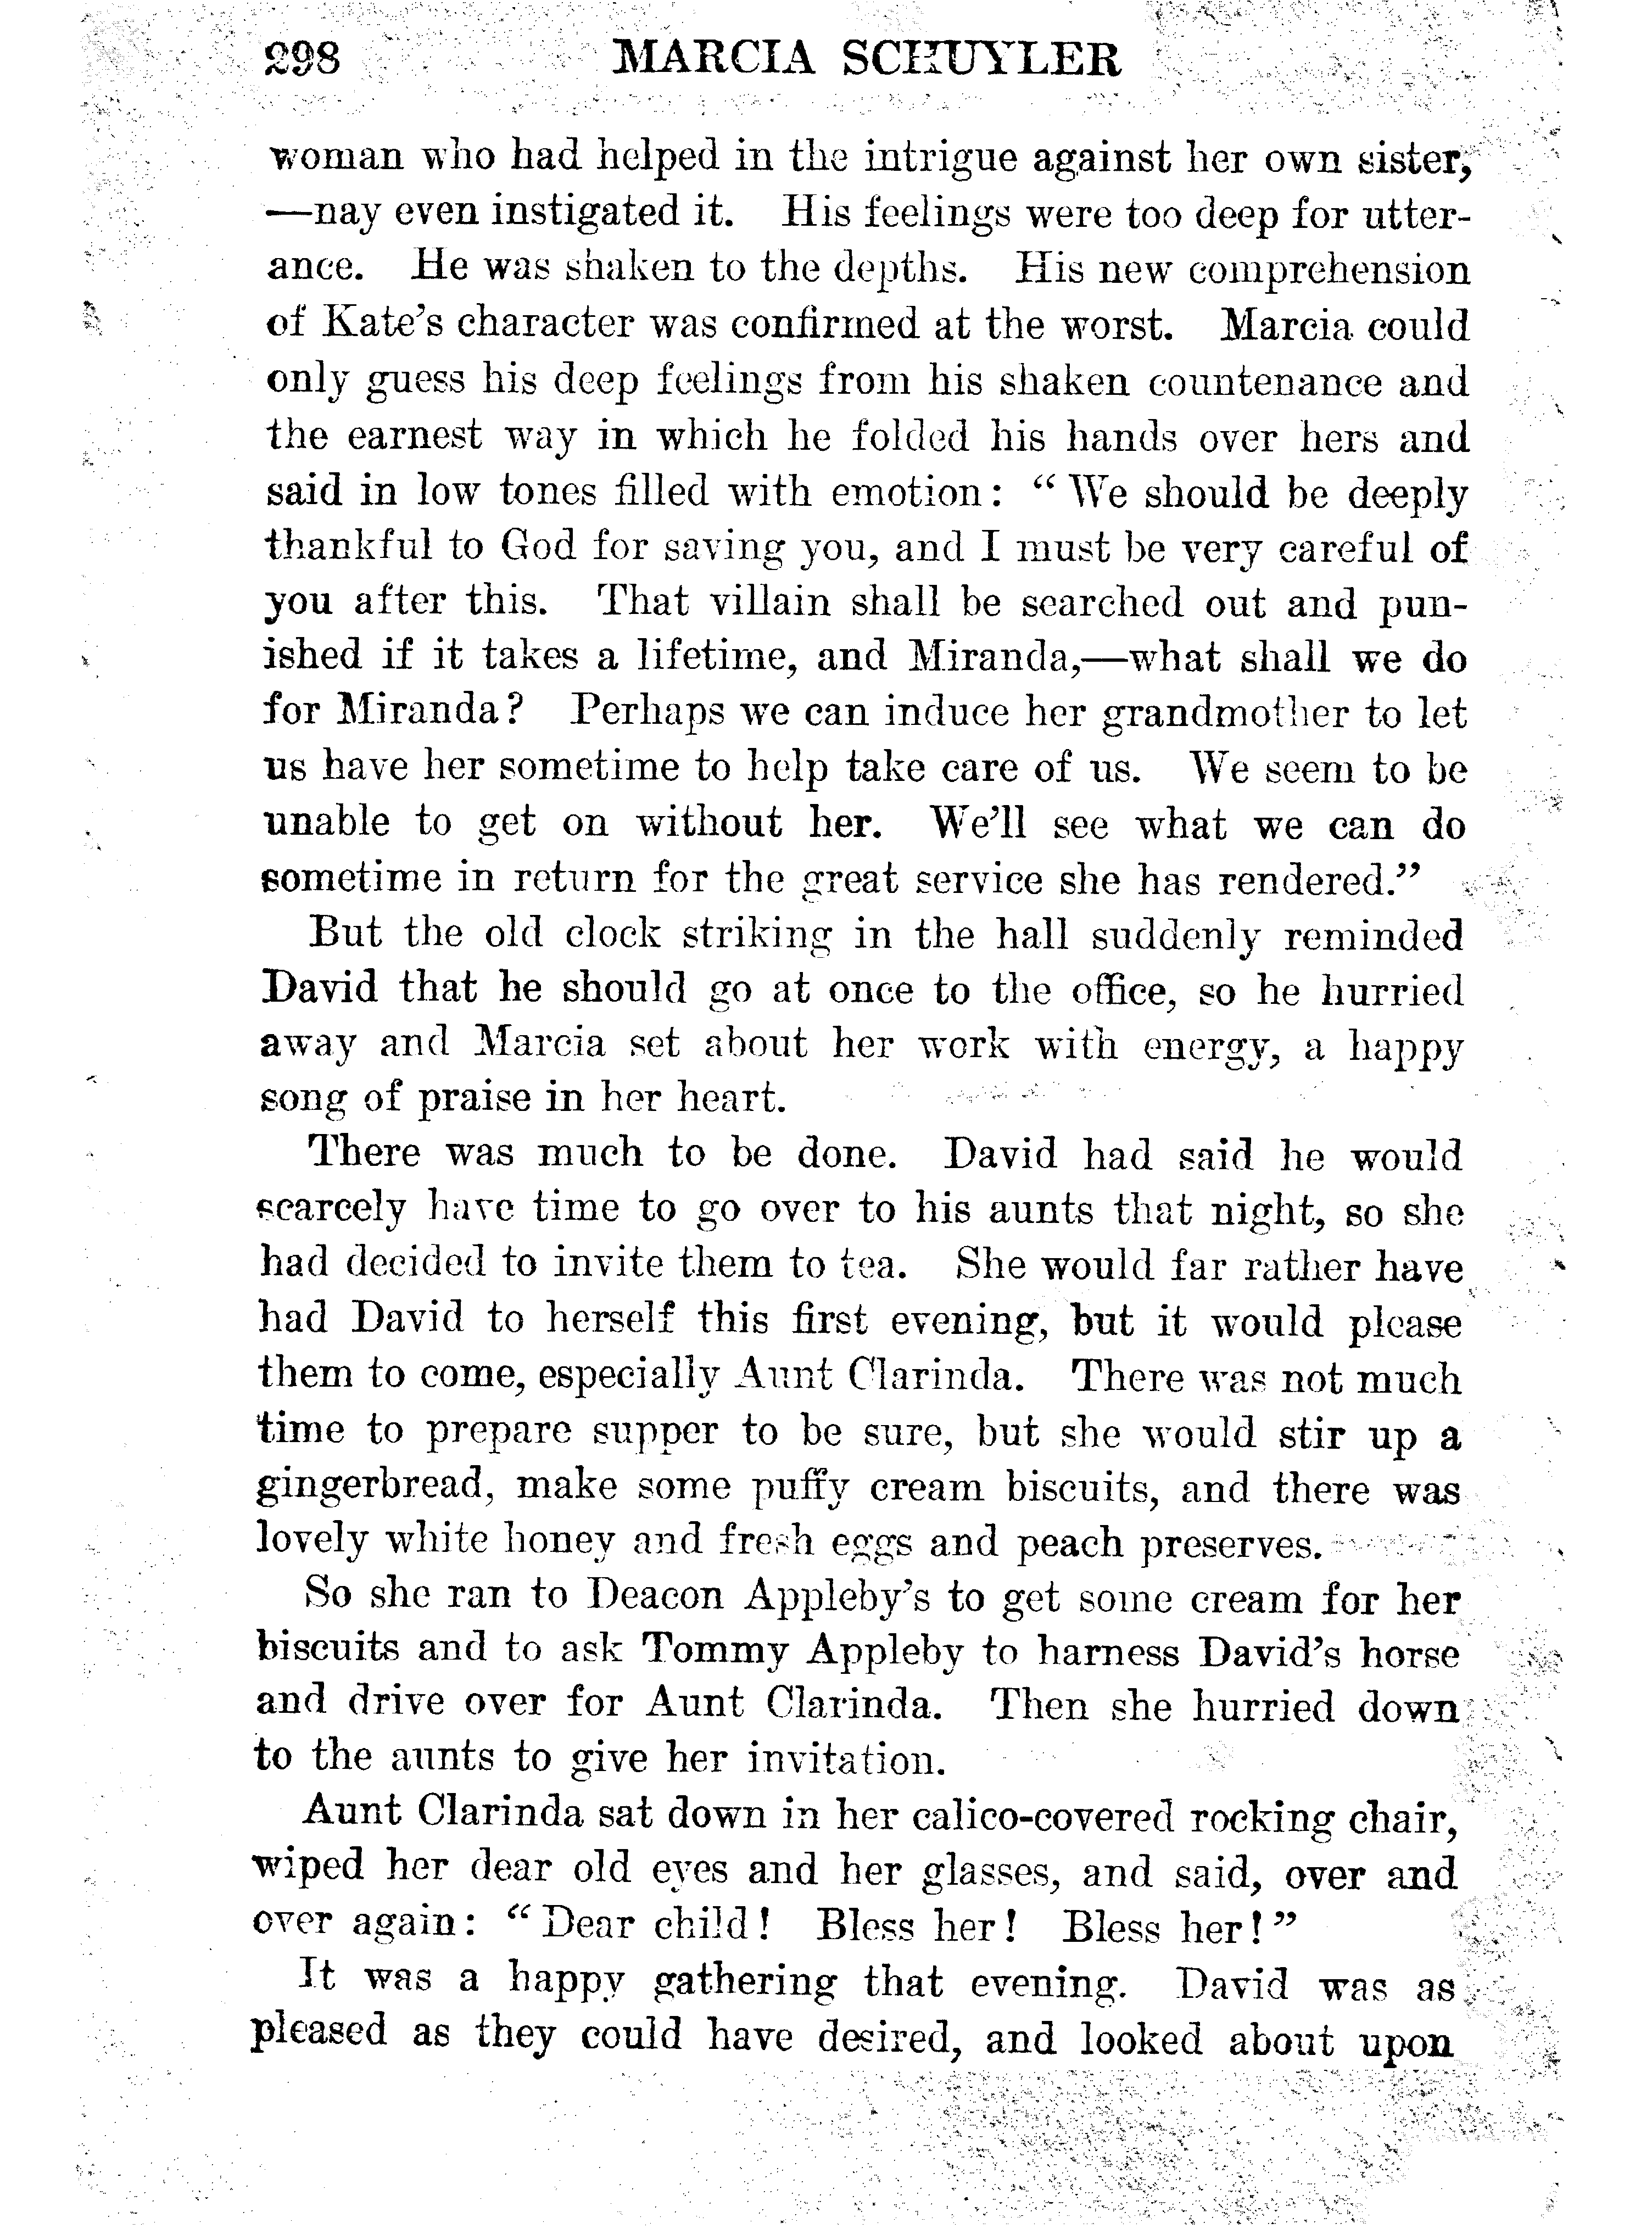 298 MARCIA SCHUYLER
woman who had helped in the intrigue against her own sister,
—nay even instigated it. His feelings were too deep for utter-
ance. He was shaken to the depths. His new comprehension
of Kate's character was confirmed at the worst. Marcia could
only guess his deep feelings from his shaken countenance and
the earnest way in which he folded his hands over hers and
said in low tones filled with emotion: “We should be deeply
thankful to God for saving you, and I must be very careful of
you after this. That villain shall be searched out and pun-
ished if it takes a lifetime, and Miranda,—what shall we do
for Miranda? Perhaps we can induce her grandmother to let
us have her sometime to help take care of us. We seem to be
unable to get on without her. We'll see what we can do
sometime in return for the great service she has rendered.”
But the old clock striking in the hall suddenly reminded
David that he should go at once to the office, so he hurried
away and Marcia set about her work with energy, a happy
song of praise in her heart.
There was much to be done. David had said he would
scarcely have time to go over to his aunts that night, so she
had decided to invite them to tea. She would far rather have
had David to herself this first evening, but it would please
them to come, especially Aunt Clarinda. There was not much
time to prepare supper to be sure, but she would stir up a
gingerbread, make some puffy cream biscuits, and there was
lovely white honey and fresh eggs and peach preserves.
So she ran to Deacon Appleby's to get some cream for her
biscuits and to ask Tommy Appleby to harness David's horse
and drive over for Aunt Clarinda. Then she hurried down
to the aunts to give her invitation.
Aunt Clarinda sat down in her calico-covered rocking chair,
wiped her dear old eyes and her glasses, and said, over and
over again: “Dear child! Bless her! Bless her!”
It was a happy gathering that evening. David was as
pleased as they could have desired, and looked about upon